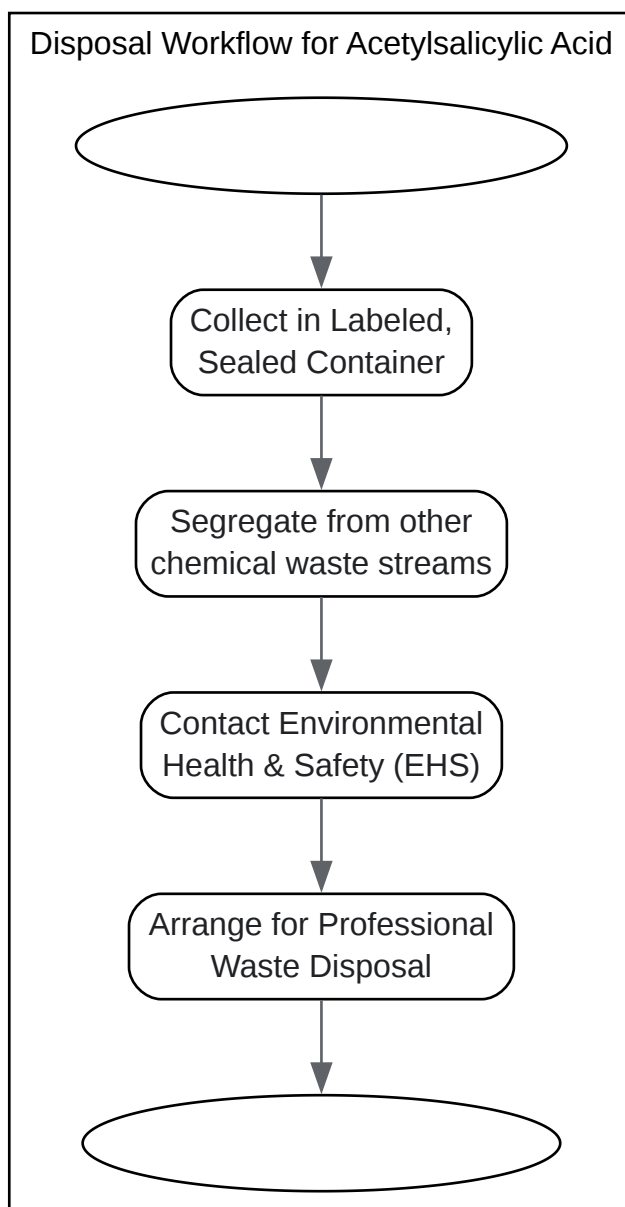 Disposal Workflow for Acetylsalicylic Acid
Collect in Labeled,
Sealed Container
Segregate from other
chemical waste streams
Contact Environmental
Health & Safety (EHS)
Arrange for Professional
Waste Disposal